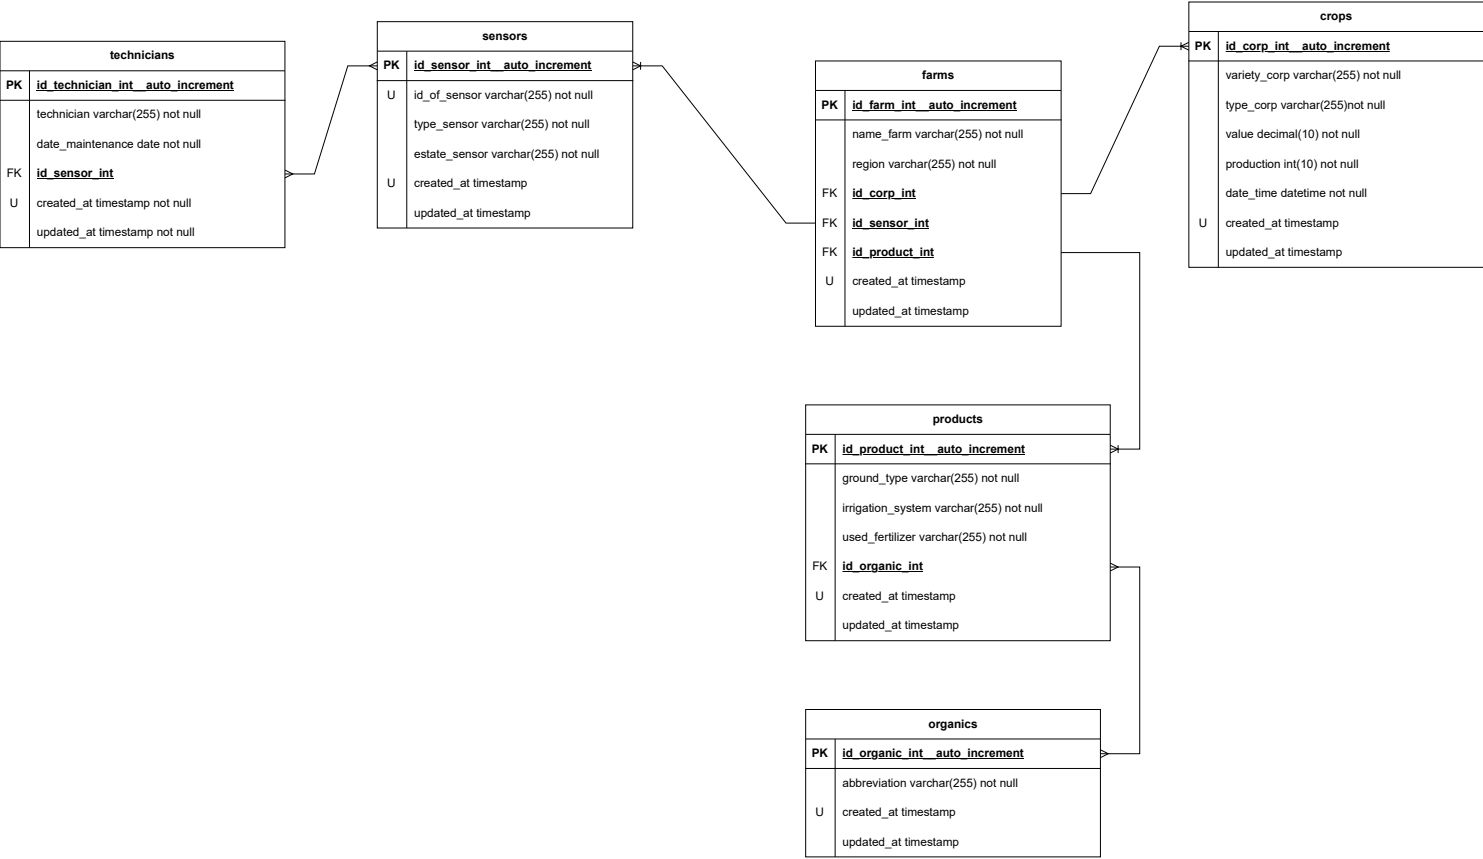 technicians
PK id_technician_int__auto_increment
technician varchar(255) not null
date_maintenance date not null
FK id_sensor_int
U created_at timestamp not null
updated_at timestamp not null
sensors
PK id_sensor_int__auto_increment
U id_of_sensor varchar(255) not null
type_sensor varchar(255) not null
estate_sensor varchar(255) not null
U created_at timestamp
updated_at timestamp
farms
PK id_farm_int__auto_increment
name_farm varchar(255) not null
region varchar(255) not null
FK id_corp_int
FK id_sensor_int
FK id_product_int
U created_at timestamp
updated_at timestamp
crops
PK id_corp_int__auto_increment
variety_corp varchar(255) not null
type_corp varchar(255)not null
value decimal(10) not null
production int(10) not null
date_time datetime not null
U created_at timestamp
updated_at timestamp
products
PK id_product_int__auto_increment
ground_type varchar(255) not null
irrigation_system varchar(255) not null
used_fertilizer varchar(255) not null
FK id_organic_int
U created_at timestamp
updated_at timestamp
organics
PK id_organic_int__auto_increment
abbreviation varchar(255) not null
U created_at timestamp
updated_at timestamp